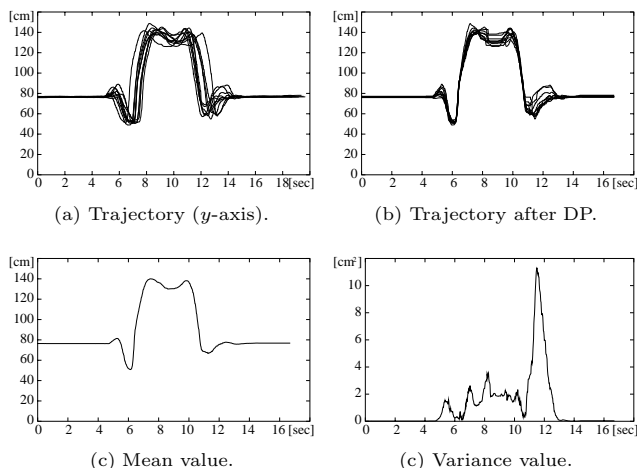 [cm]
160
140
120
100
80
60
40
20
0
0 2 4 6 8 10 12 14 16 18[sec]
(a) Trajectory (y-axis).
[cm]
160
140
120
100
80
60
40
20
0
0 2 4 6 8 10 12 14 16 [sec]
(b) Trajectory after DP.
[cm]
140
120
100
80
60
40
20
0
0 2 4 6 8 10 12 14 16 [sec]
(c) Mean value.
[cm²]
10
8
6
4
2
0
0 2 4 6 8 10 12 14 16 [sec]
(c) Variance value.